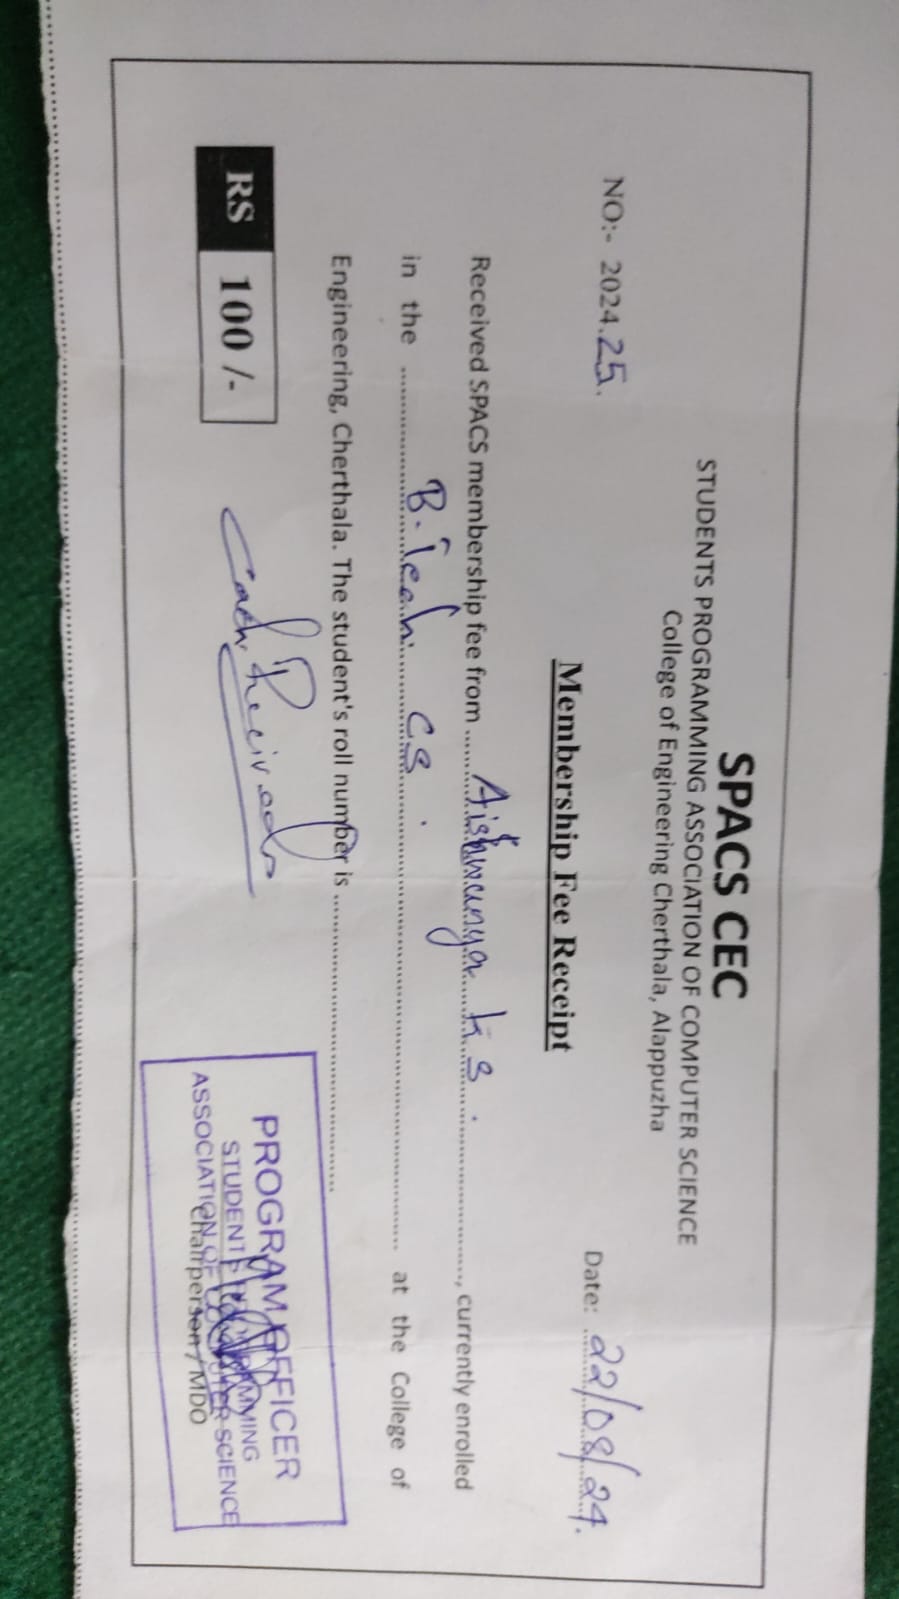 SPACS CEC
STUDENTS PROGRAMMING ASSOCIATION OF COMPUTER SCIENCE
College of Engineering Cherthala, Alappuzha
NO:- 2024.25. Date: 22/08/24.
Membership Fee Receipt
Received SPACS membership fee from Aishwarya K S., currently enrolled
in the B.Tech CS. at the College of
Engineering, Cherthala. The student's roll number is
RS 100 /-
Cash
PROGRAM OFFICER
STUDENTS PROGRAMMING
ASSOCIATION OF COMPUTER SCIENCE
Chairperson / MDO